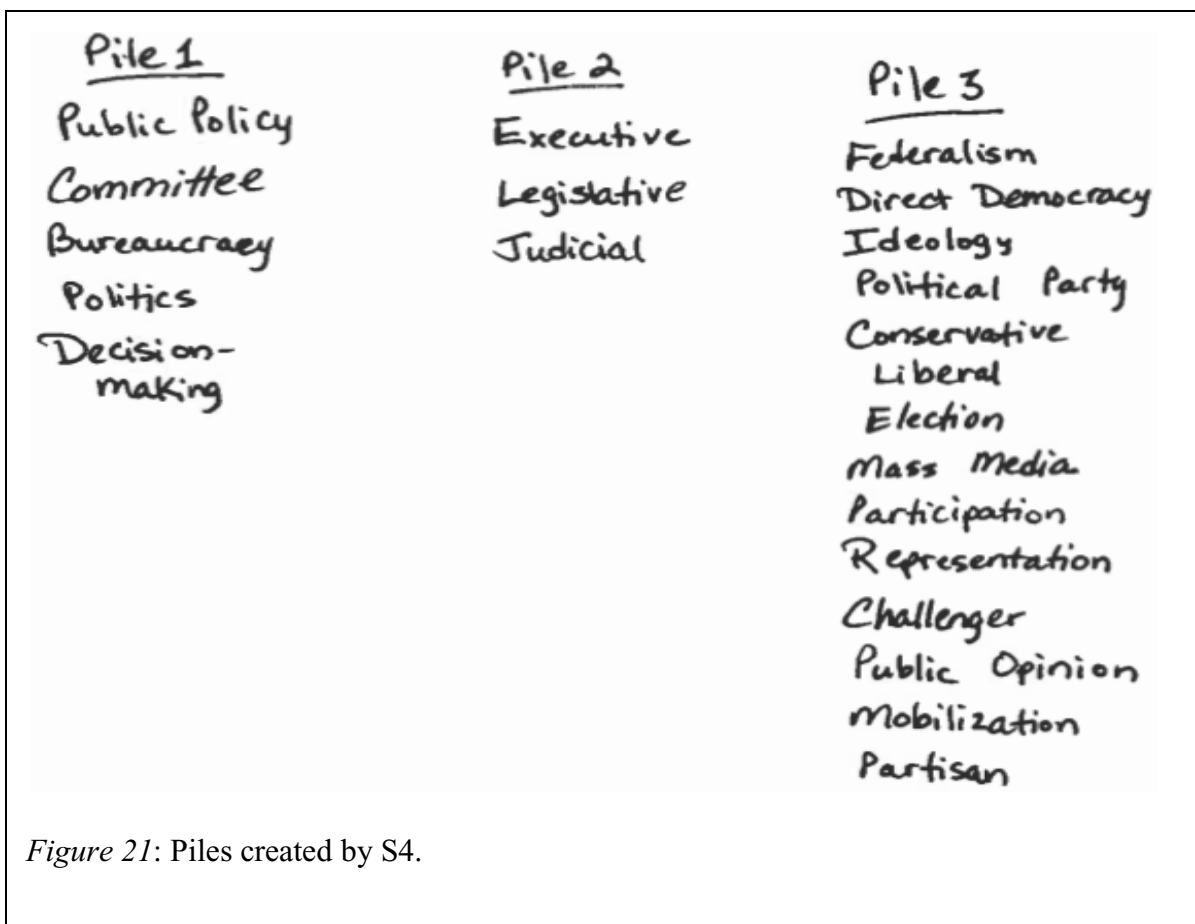 Pile 1
Public Policy
Committee
Bureaucracy
Politics
Decision-
making
Pile 2
Executive
Legislative
Judicial
Pile 3
Federalism
Direct Democracy
Ideology
Political Party
Conservative
Liberal
Election
Mass Media
Participation
Representation
Challenger
Public Opinion
Mobilization
Partisan
Figure 21: Piles created by S4.